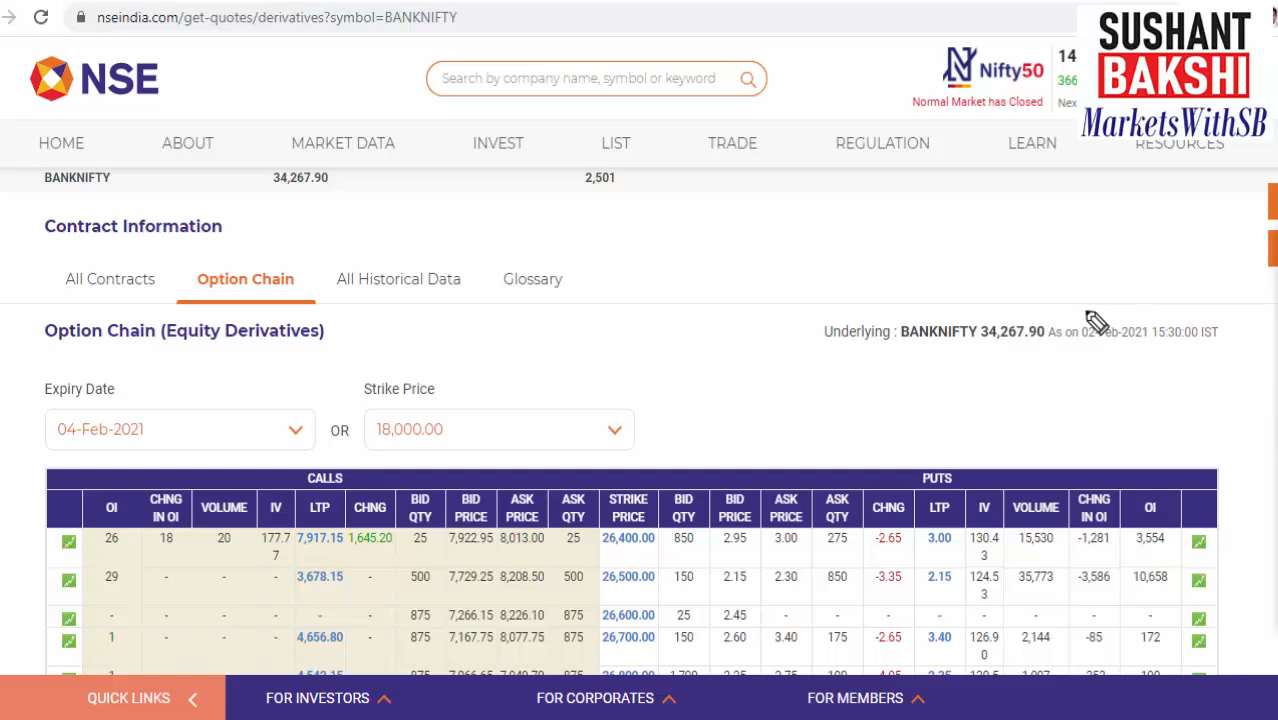 nseindia.com/get-quotes/derivatives?symbol=BANKNIFTY
SUSHANT
BAKSHI
MarketsWithSB
NSE
Search by company name, symbol or keyword
Nifty50
14
366
Normal Market has Closed
HOME ABOUT MARKET DATA INVEST LIST TRADE REGULATION LEARN RESOURCES
BANKNIFTY 34,267.90 2,501
Contract Information
All Contracts Option Chain All Historical Data Glossary
Option Chain (Equity Derivatives)
Underlying : BANKNIFTY 34,267.90 As on 02-Feb-2021 15:30:00 IST
Expiry Date Strike Price
04-Feb-2021 OR 18,000.00
CALLS PUTS
OI CHNG IN OI VOLUME IV LTP CHNG BID QTY BID PRICE ASK PRICE ASK QTY STRIKE PRICE BID QTY BID PRICE ASK PRICE ASK QTY CHNG LTP IV VOLUME CHNG IN OI OI
26 18 20 177.77 7,917.15 1,645.20 25 7,922.95 8,013.00 25 26,400.00 850 2.95 3.00 275 -2.65 3.00 130.43 15,530 -1,281 3,554
29 - - - 3,678.15 - 500 7,729.25 8,208.50 500 26,500.00 150 2.15 2.30 850 -3.35 2.15 124.53 35,773 -3,586 10,658
- - - - - - 875 7,266.15 8,226.10 875 26,600.00 25 2.45 - - - - - - - -
1 - - - 4,656.80 - 875 7,167.75 8,077.75 875 26,700.00 150 2.60 3.40 175 -2.65 3.40 126.90 2,144 -85 172
QUICK LINKS FOR INVESTORS FOR CORPORATES FOR MEMBERS